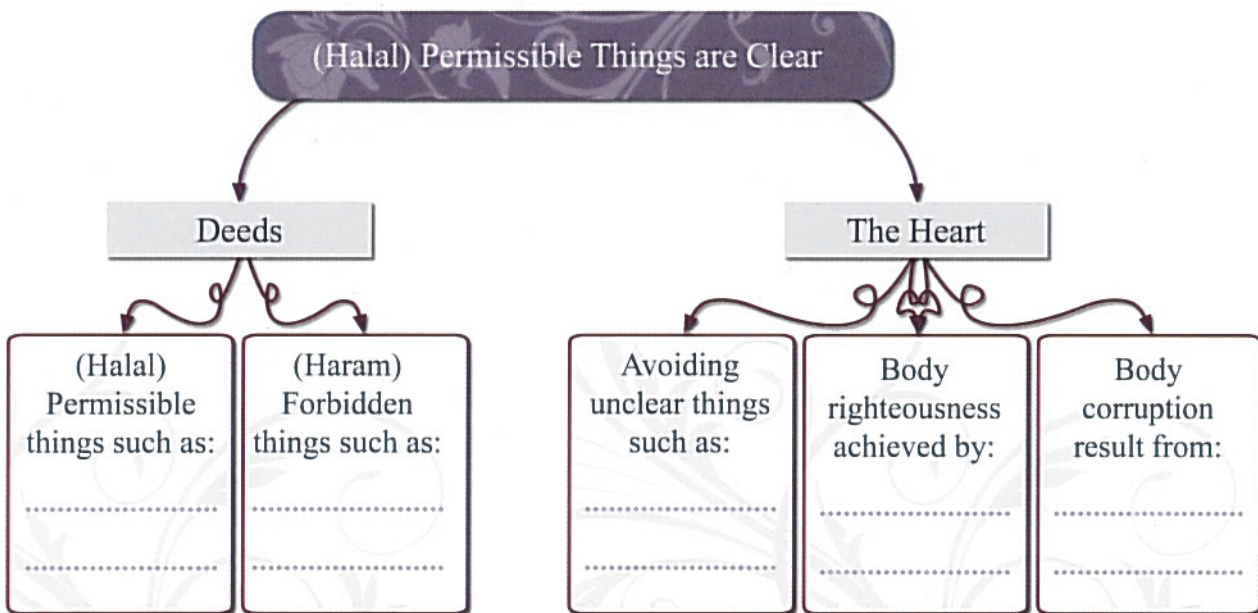 (Halal) Permissible Things are Clear
Deeds
The Heart
(Halal)
Permissible
things such as:
(Haram)
Forbidden
things such as:
Avoiding
unclear things
such as:
Body
righteousness
achieved by:
Body
corruption
result from: